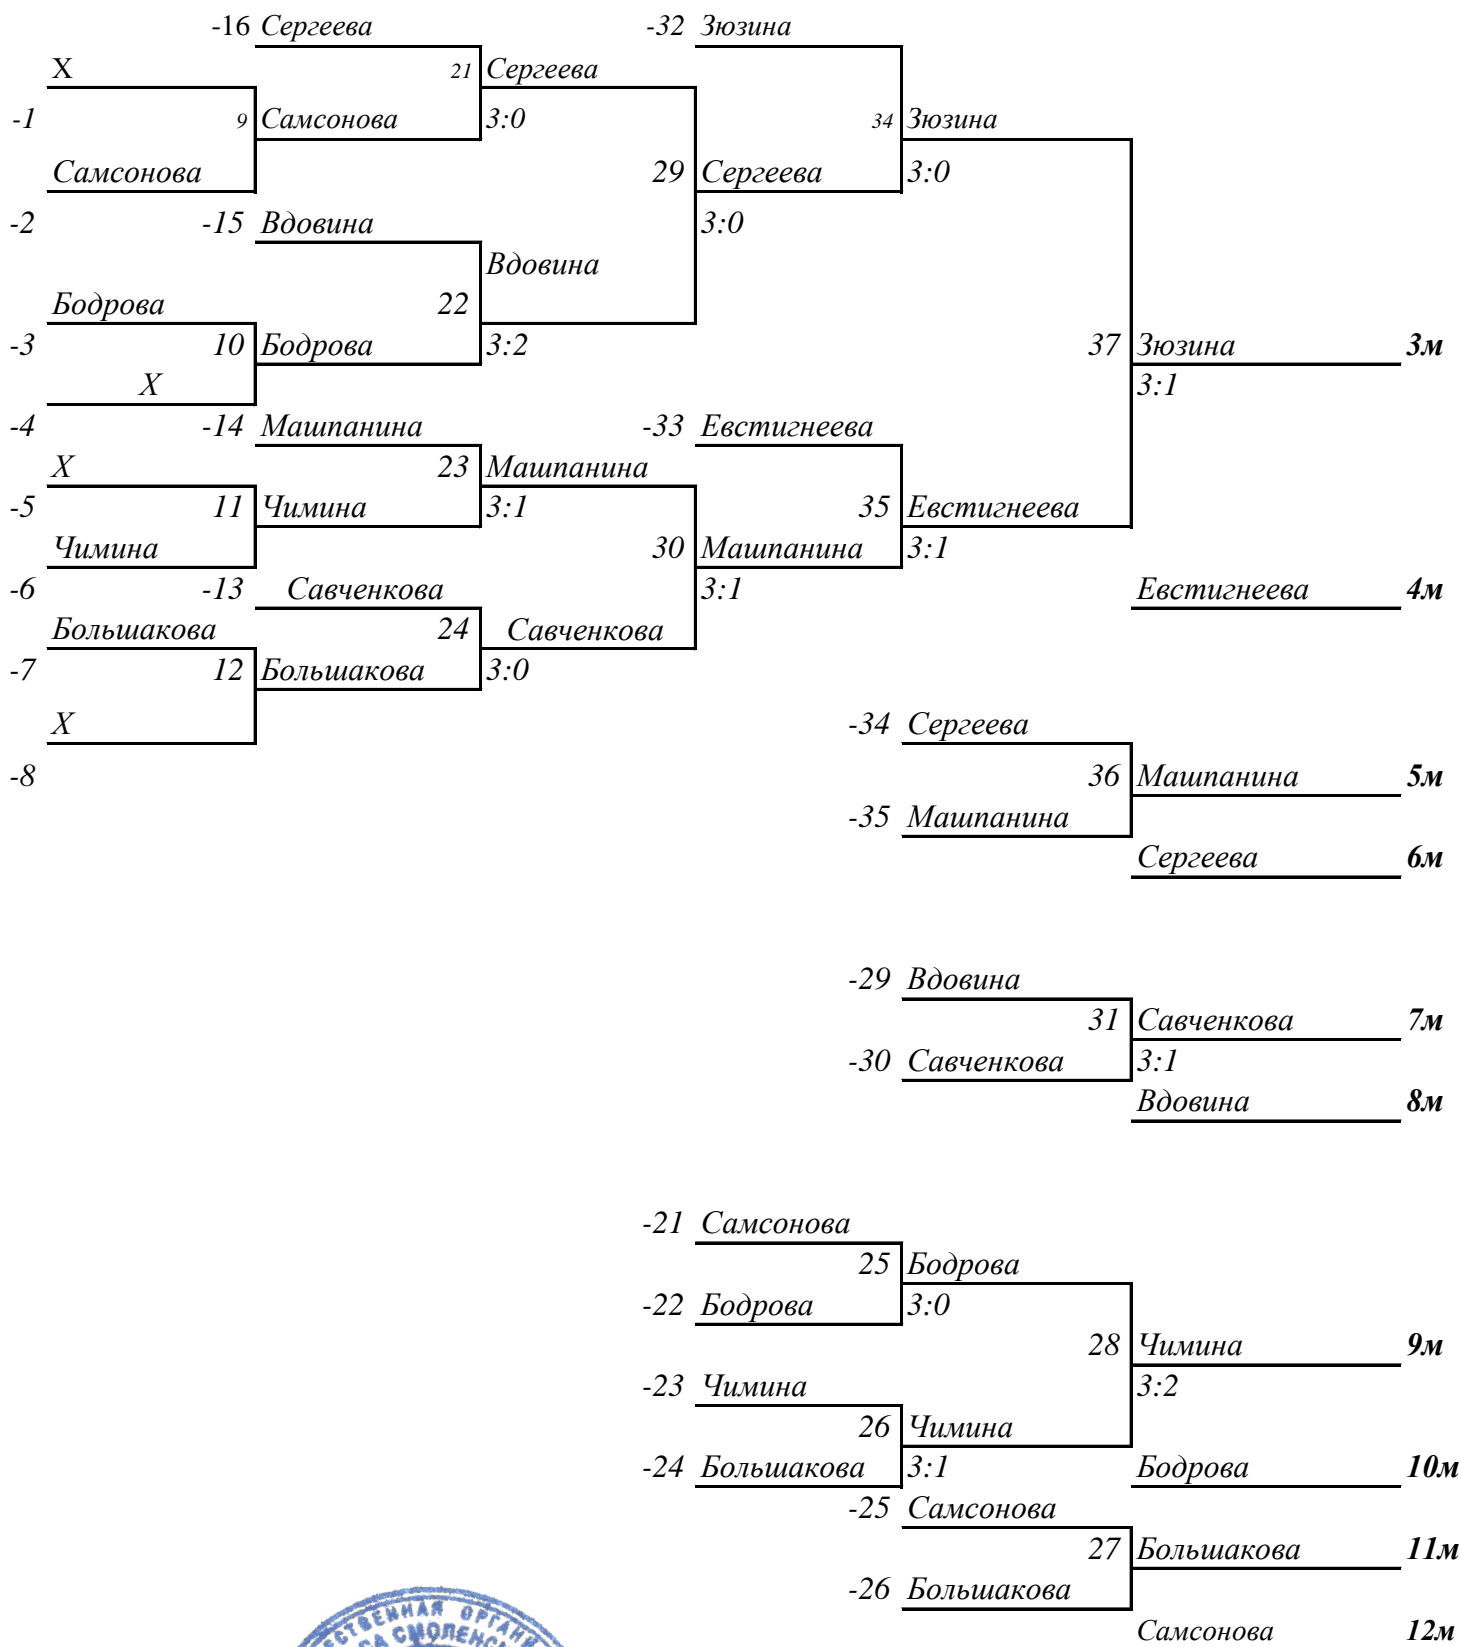 -16 Сергеева -32 Зюзина
X 21 Сергеева
-1 9 Самсонова 3:0 34 Зюзина
Самсонова 29 Сергеева 3:0
-2 -15 Вдовина 3:0
Вдовина
Бодрова 22
-3 10 Бодрова 3:2 37 Зюзина 3м
X 3:1
-4 -14 Машпанина -33 Евстигнеева
X 23 Машпанина
-5 11 Чимина 3:1 35 Евстигнеева
Чимина 30 Машпанина 3:1
-6 -13 Савченкова 3:1 Евстигнеева 4м
Большакова 24 Савченкова
-7 12 Большакова 3:0
X -34 Сергеева
-8 36 Машпанина 5м
-35 Машпанина
Сергеева 6м
-29 Вдовина
31 Савченкова 7м
-30 Савченкова 3:1
Вдовина 8м
-21 Самсонова
25 Бодрова
-22 Бодрова 3:0
28 Чимина 9м
-23 Чимина 3:2
26 Чимина
-24 Большакова 3:1 Бодрова 10м
-25 Самсонова
27 Большакова 11м
-26 Большакова
Самсонова 12м